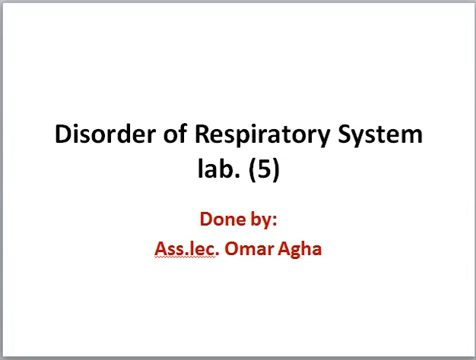 Disorder of Respiratory System
lab. (5)
Done by:
Ass.lec. Omar Agha